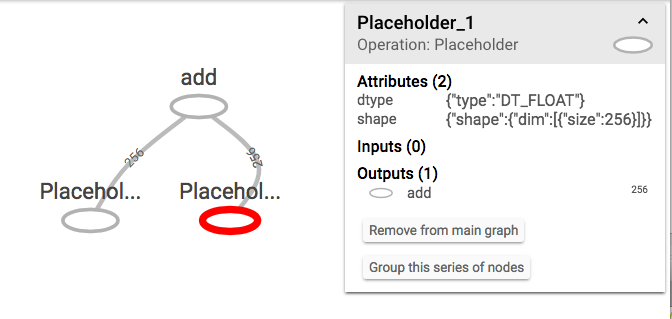 add
256
256
Placehol...
Placehol...
Placeholder_1
Operation: Placeholder
Attributes (2)
dtype {"type":"DT_FLOAT"}
shape {"shape":{"dim":[{"size":256}]}}
Inputs (0)
Outputs (1)
add 256
Remove from main graph
Group this series of nodes